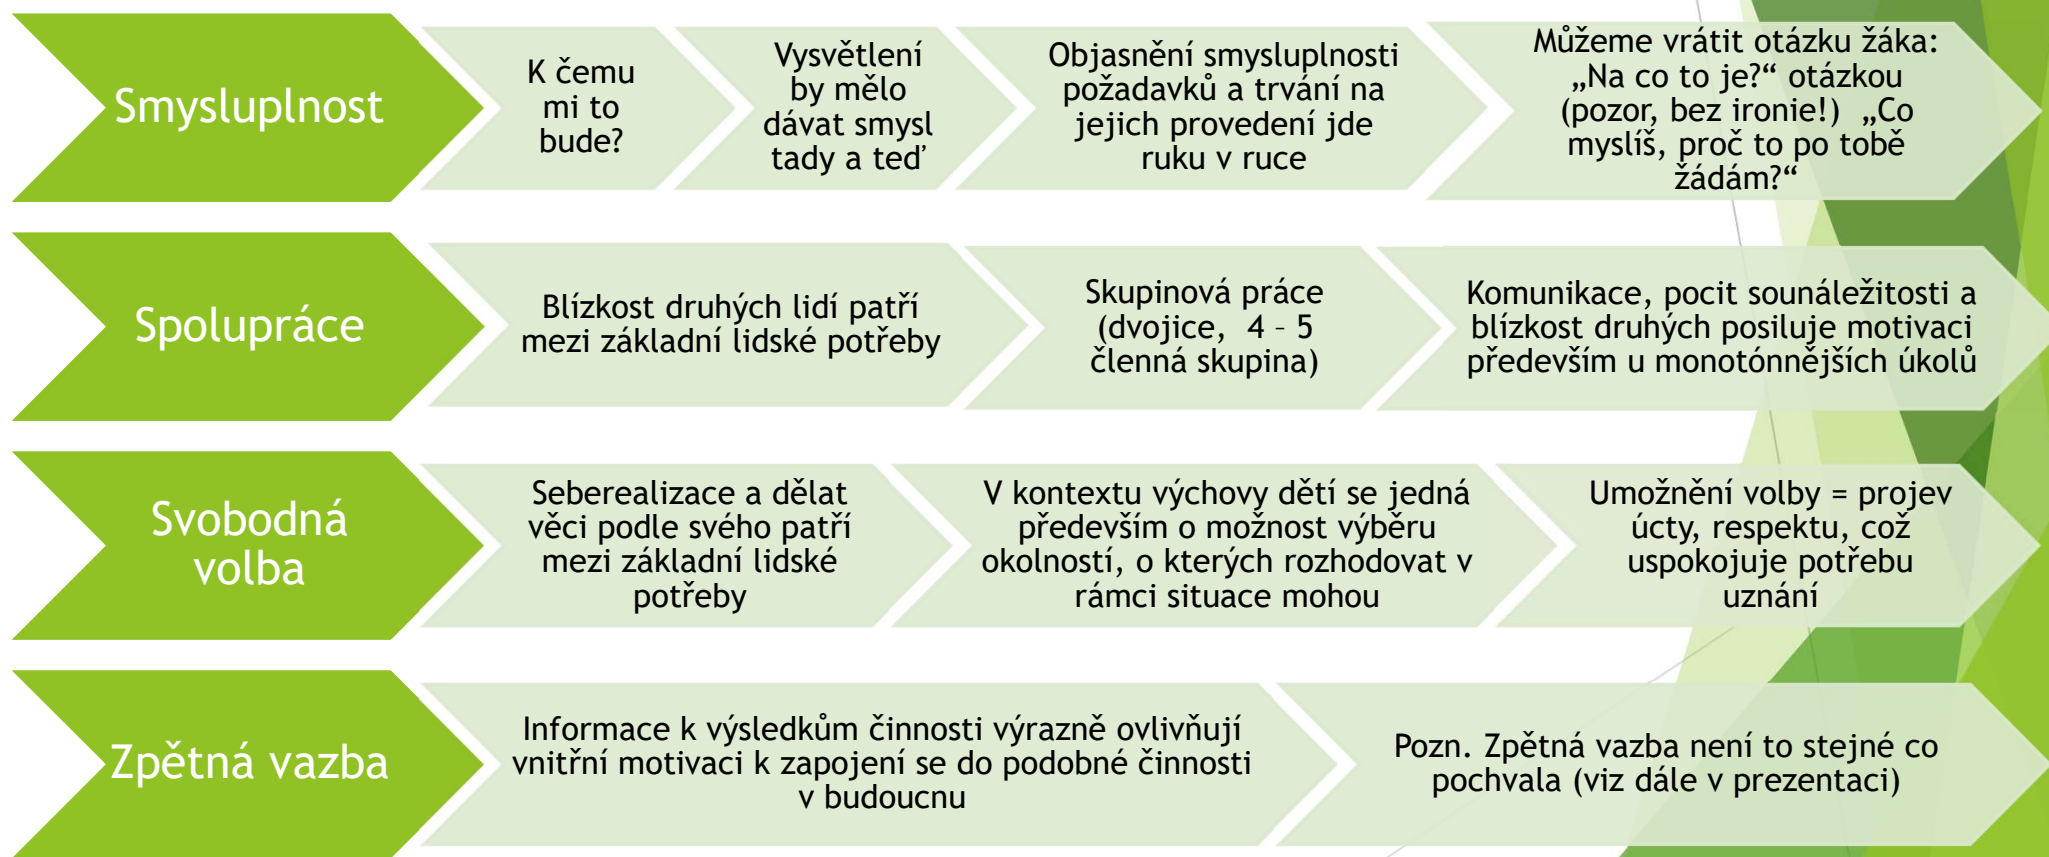 Smysluplnost
K čemu
mi to
bude?
Vysvětlení
by mělo
dávat smysl
tady a teď
Objasnění smysluplnosti
požadavků a trvání na
jejich provedení jde
ruku v ruce
Můžeme vrátit otázku žáka:
„Na co to je?“ otázkou
(pozor, bez ironie!) „Co
myslíš, proč to po tobě
žádám?“
Spolupráce
Blízkost druhých lidí patří
mezi základní lidské potřeby
Skupinová práce
(dvojice, 4 – 5
členná skupina)
Komunikace, pocit sounáležitosti a
blízkost druhých posiluje motivaci
především u monotónnějších úkolů
Svobodná
volba
Seberealizace a dělat
věci podle svého patří
mezi základní lidské
potřeby
V kontextu výchovy dětí se jedná
především o možnost výběru
okolností, o kterých rozhodovat v
rámci situace mohou
Umožnění volby = projev
úcty, respektu, což
uspokojuje potřebu
uznání
Zpětná vazba
Informace k výsledkům činnosti výrazně ovlivňují
vnitřní motivaci k zapojení se do podobné činnosti
v budoucnu
Pozn. Zpětná vazba není to stejné co
pochvala (viz dále v prezentaci)